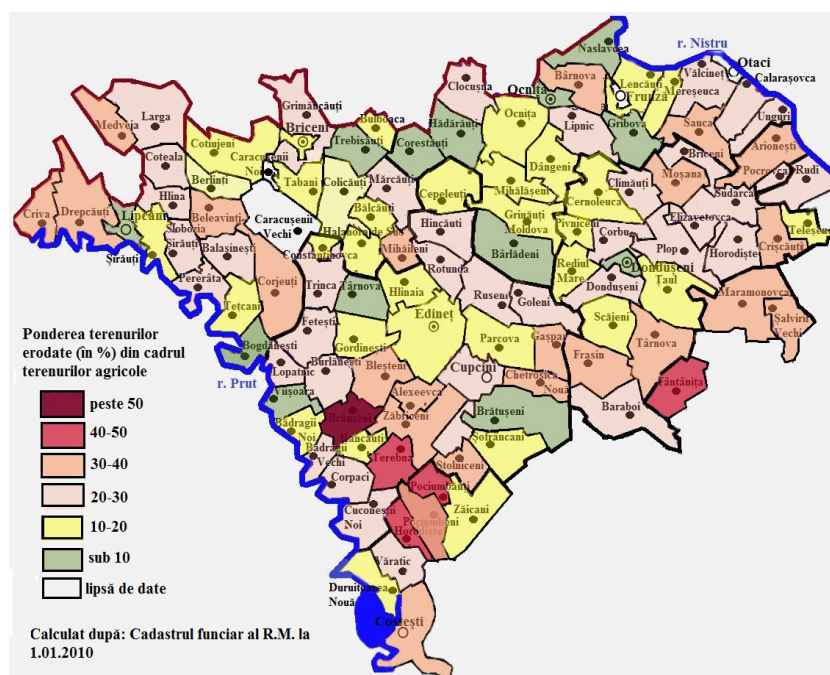 r. Nistru
Naslavcea
Otaci
Ocnița
Bârnova
Lencăuți
Vălcineț
Calarașovca
Frunză
Mereșeuca
Clocușna
Larga
Grimăncăuți
Medveja
Unguri
Bulboaca
Hădărăuți
Ocnița
Lipnic
Gribova
Sauca
Arionești
Briceni
Cotiujeni
Trebisăuți
Corestăuți
Coteala
Caracușenii
Noi
Briceni
Dângeni
Moșana
Pocrovca
Rudi
Berlinți
Tabani
Colicăuți
Mărcăuți
Climăuți
Hlina
Cepeleuți
Mihălășeni
Cernoleuca
Sudarca
Criva
Drepcăuți
Lipcani
Beleavinți
Caracușeni
Vechi
Balcăuți
Grinăuți
Moldova
Pivniceni
Elizavetovca
Slobozia
Halahora de Sus
Hincăuți
Corbu
Teleșeu
Șirăuți
Șirăuți
Balasinești
Constantinovca
Mihăileni
Bârlădeni
Plop
Horodiște
Crișcăuți
Rotunda
Rediul
Mare
Dondușeni
Pererâta
Corjeuți
Trinca
Târnova
Hlinaia
Dondușeni
Țaul
Tețcani
Ruseni
Goleni
Maramonovca
Edineț
Fetești
Scăieni
Șalvirii
Vechi
Ponderea terenurilor
erodate (în %) din cadrul
terenurilor agricole
Bogdănești
Gordinești
Parcova
Gașpar
Târnova
Lopatnic
Burlănești
Frasin
r. Prut
Blești
Cupcini
Chetroșica
Nouă
Fântânița
Viișoara
Alexeevca
Baraboi
peste 50
Brânzeni
Zăbriceni
Brătușeni
40-50
Bădragii
Noi
Hancăuți
Șofrâncani
30-40
Bădragii
Vechi
Terebna
Stolniceni
20-30
Corpaci
Pociumbăuți
10-20
Cuconeștii
Noi
Pociumbeni
Zăicani
Horodiște
sub 10
Văratic
lipsă de date
Duruitoarea
Nouă
Costești
Calculat după: Cadastrul funciar al R.M. la
1.01.2010